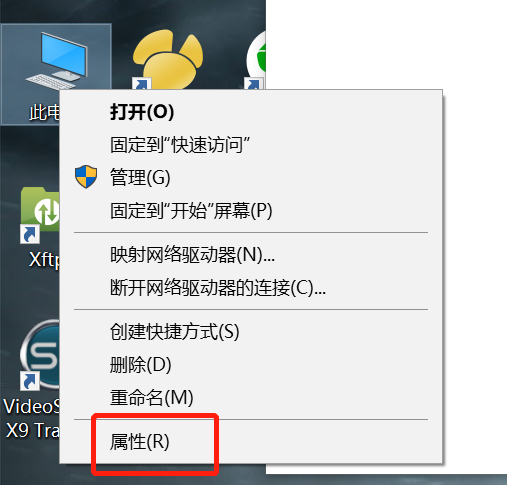 此电
打开(O)
固定到“快速访问”
管理(G)
固定到“开始”屏幕(P)
映射网络驱动器(N)...
断开网络驱动器的连接(C)...
创建快捷方式(S)
删除(D)
重命名(M)
属性(R)
Xftp
VideoS
X9 Tra